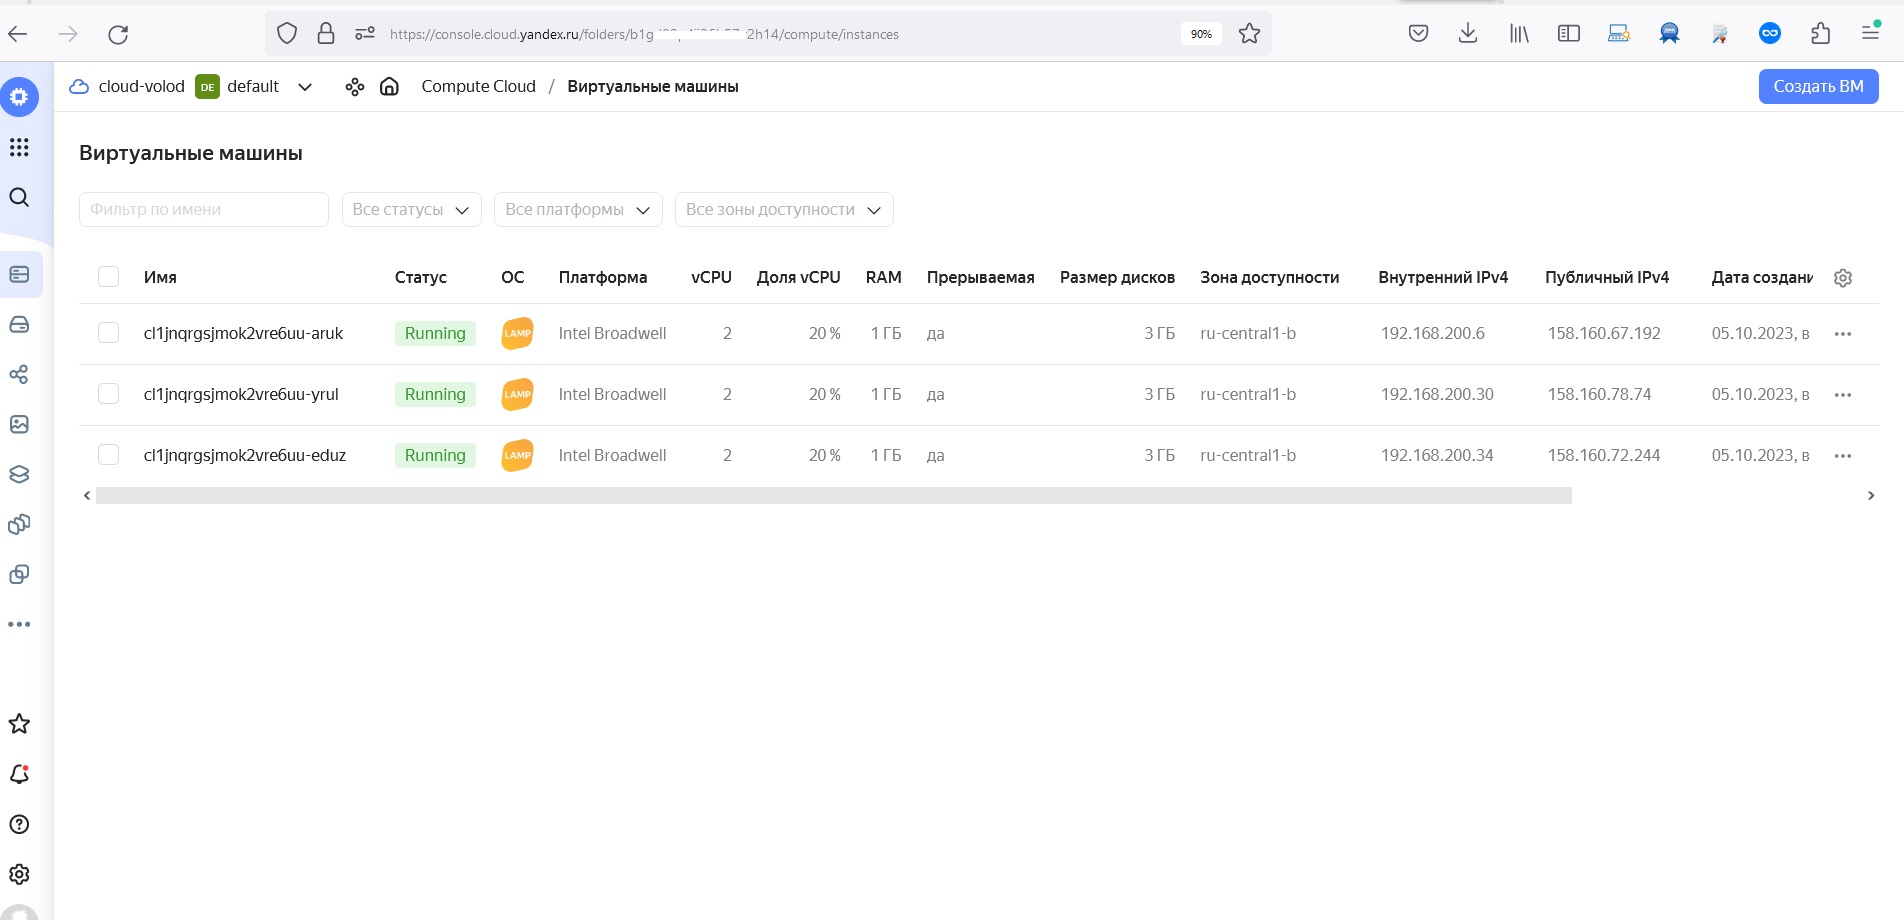 https://console.cloud.yandex.ru/folders/b1g 2h14/compute/instances 90%
cloud-volod DE default Compute Cloud / Виртуальные машины Создать ВМ
Виртуальные машины
Фильтр по имени Все статусы Все платформы Все зоны доступности
Имя Статус ОС Платформа vCPU Доля vCPU RAM Прерываемая Размер дисков Зона доступности Внутренний IPv4 Публичный IPv4 Дата создани
cl1jnqrgsjmok2vre6uu-aruk Running LAMP Intel Broadwell 2 20 % 1 ГБ да 3 ГБ ru-central1-b 192.168.200.6 158.160.67.192 05.10.2023, в
cl1jnqrgsjmok2vre6uu-yrul Running LAMP Intel Broadwell 2 20 % 1 ГБ да 3 ГБ ru-central1-b 192.168.200.30 158.160.78.74 05.10.2023, в
cl1jnqrgsjmok2vre6uu-eduz Running LAMP Intel Broadwell 2 20 % 1 ГБ да 3 ГБ ru-central1-b 192.168.200.34 158.160.72.244 05.10.2023, в